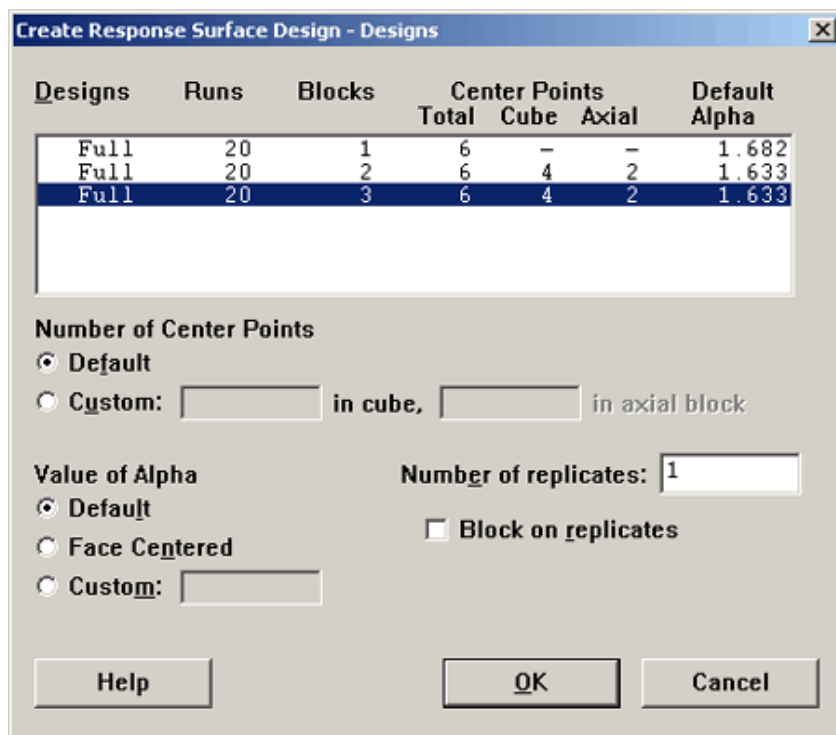 Create Response Surface Design - Designs
Designs Runs Blocks Center Points Default
Total Cube Axial Alpha
Full 20 1 6 – – 1.682
Full 20 2 6 4 2 1.633
Full 20 3 6 4 2 1.633
Number of Center Points
Default
Custom: in cube, in axial block
Value of Alpha Number of replicates: 1
Default
Block on replicates
Face Centered
Custom:
Help OK Cancel